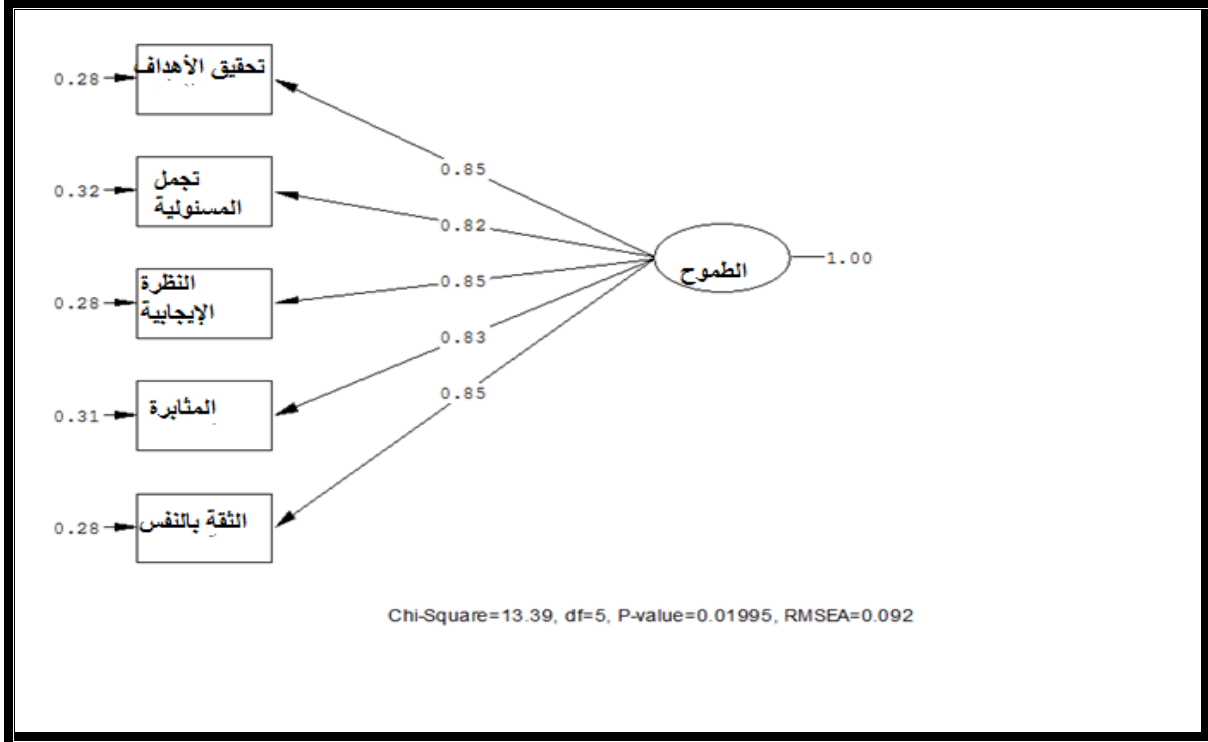 تحقيق الأهداف
0.28
0.85
تجمل
المسئولية
0.32
0.82
الطموح
1.00
النظرة
الإيجابية
0.28
0.85
0.83
المثابرة
0.31
0.85
الثقة بالنفس
0.28
Chi-Square=13.39, df=5, P-value=0.01995, RMSEA=0.092